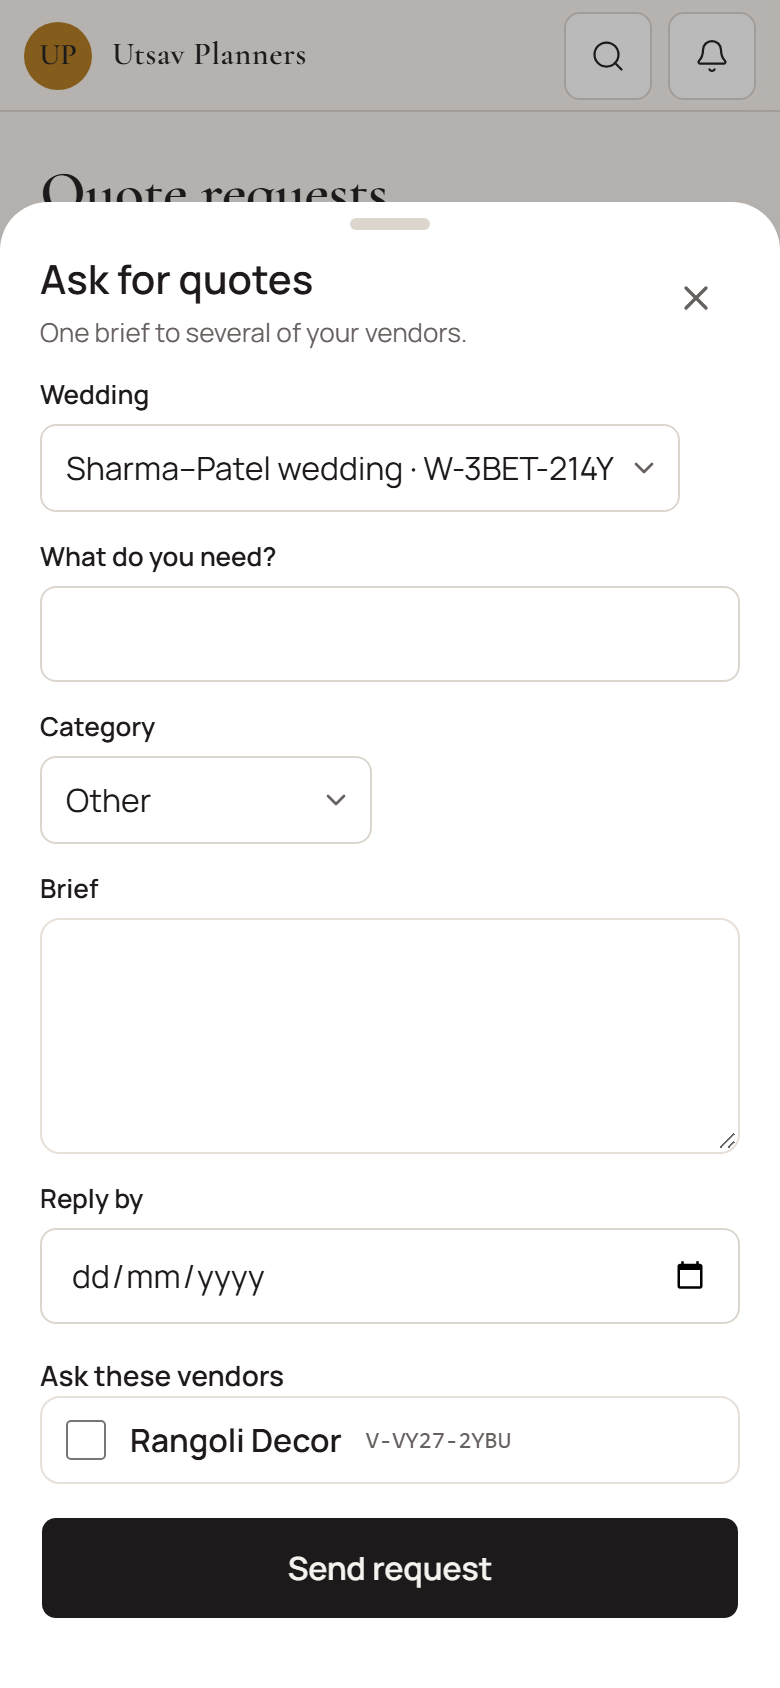 UP Utsav Planners
Quote requests
Ask for quotes
One brief to several of your vendors.
Wedding
Sharma–Patel wedding · W-3BET-214Y
What do you need?
Category
Other
Brief
Reply by
dd/mm/yyyy
Ask these vendors
Rangoli Decor V-VY27-2YBU
Send request